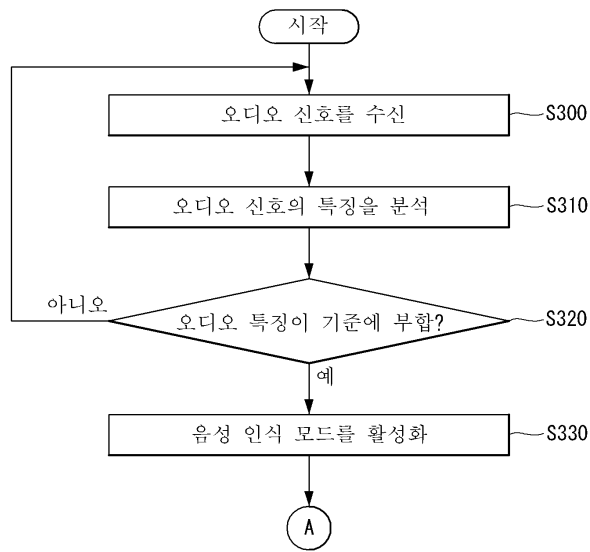 시작
오디오 신호를 수신
S300
오디오 신호의 특징을 분석
S310
아니오
오디오 특징이 기준에 부합?
S320
예
음성 인식 모드를 활성화
S330
A